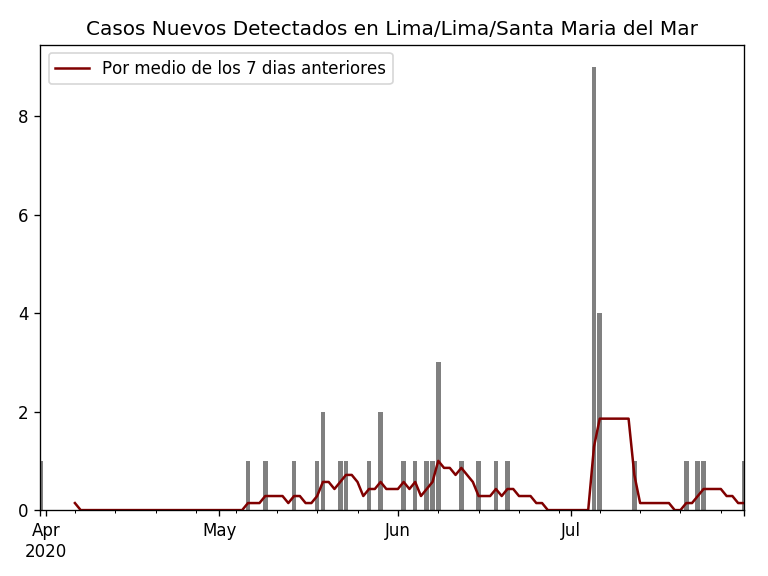 Casos Nuevos Detectados en Lima/Lima/Santa Maria del Mar
Por medio de los 7 dias anteriores
8
6
4
2
0
Apr May Jun Jul
2020